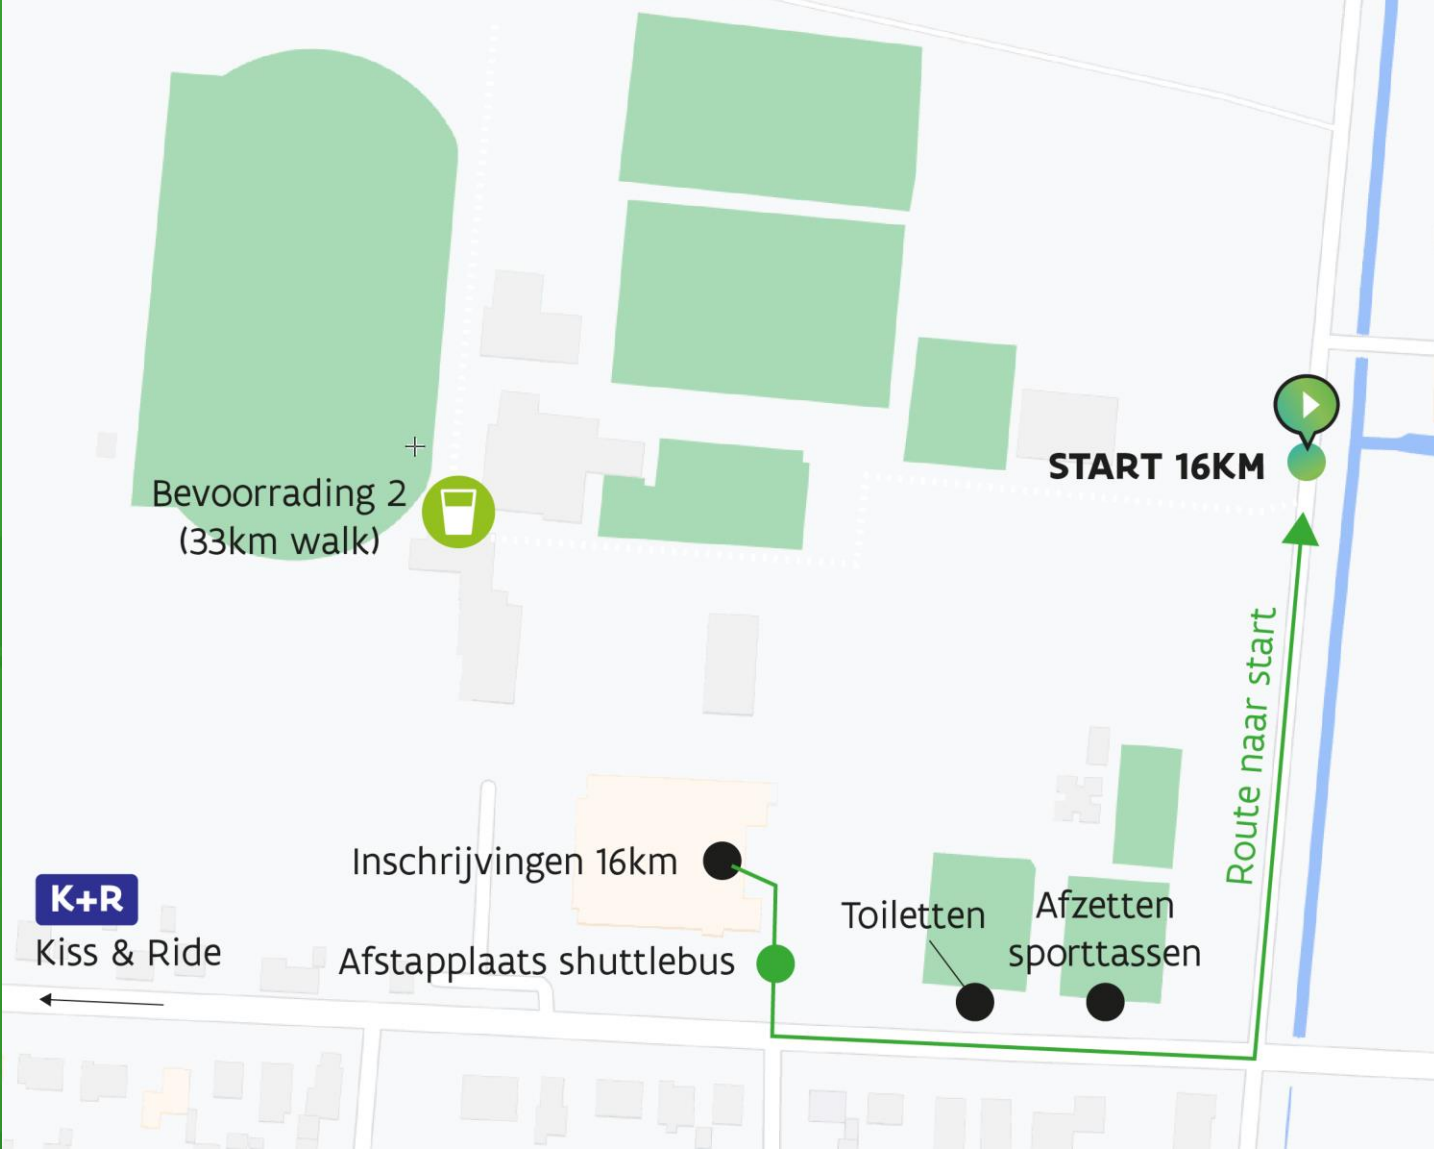 START 16KM
Bevoorrading 2
(33km walk)
Route naar start
Inschrijvingen 16km
K+R
Kiss & Ride
Toiletten
Afzetten
sporttassen
Afstapplaats shuttlebus